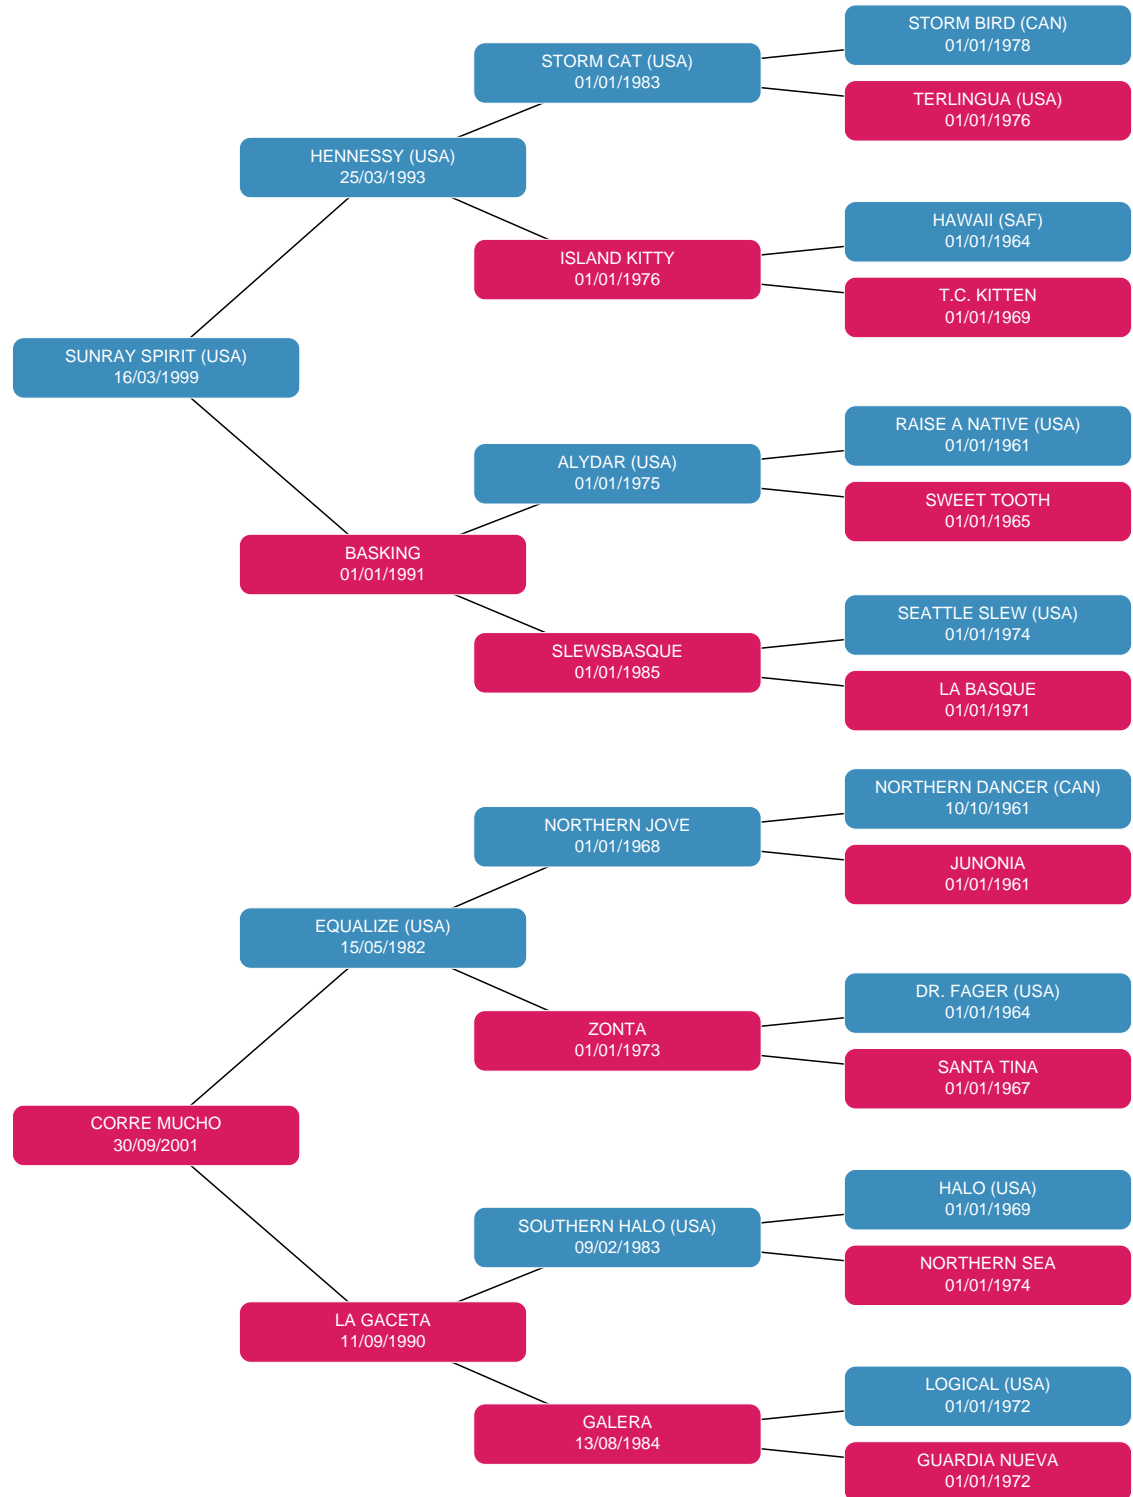 STORM BIRD (CAN)
01/01/1978
STORM CAT (USA)
01/01/1983
TERLINGUA (USA)
01/01/1976
HENNESSY (USA)
25/03/1993
HAWAII (SAF)
01/01/1964
ISLAND KITTY
01/01/1976
T.C. KITTEN
01/01/1969
SUNRAY SPIRIT (USA)
16/03/1999
RAISE A NATIVE (USA)
01/01/1961
ALYDAR (USA)
01/01/1975
SWEET TOOTH
01/01/1965
BASKING
01/01/1991
SEATTLE SLEW (USA)
01/01/1974
SLEWSBASQUE
01/01/1985
LA BASQUE
01/01/1971
NORTHERN DANCER (CAN)
10/10/1961
NORTHERN JOVE
01/01/1968
JUNONIA
01/01/1961
EQUALIZE (USA)
15/05/1982
DR. FAGER (USA)
01/01/1964
ZONTA
01/01/1973
SANTA TINA
01/01/1967
CORRE MUCHO
30/09/2001
HALO (USA)
01/01/1969
SOUTHERN HALO (USA)
09/02/1983
NORTHERN SEA
01/01/1974
LA GACETA
11/09/1990
LOGICAL (USA)
01/01/1972
GALERA
13/08/1984
GUARDIA NUEVA
01/01/1972